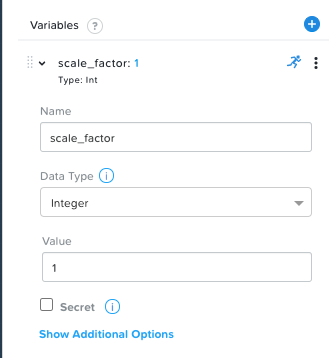 Variables ?
scale_factor: 1
Type: Int
Name
scale_factor
Data Type i
Integer
Value
1
Secret i
Show Additional Options